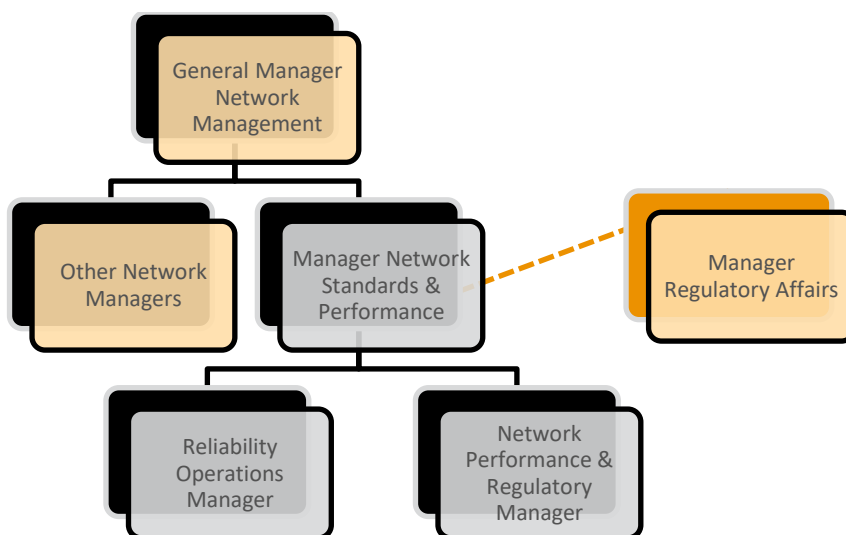 General Manager
Network
Management
Other Network
Managers
Manager Network
Standards &
Performance
Manager
Regulatory Affairs
Reliability
Operations
Manager
Network
Performance &
Regulatory
Manager